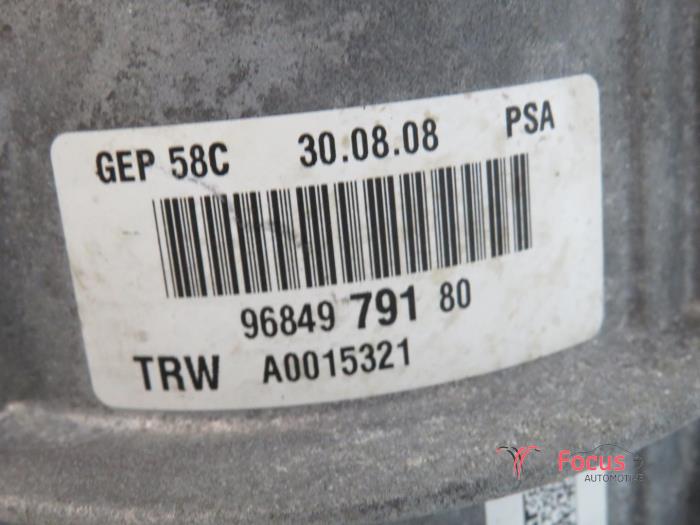 GEP 58C 30.08.08 PSA
96849 791 80
TRW A0015321
Focus
AUTOMOTIVE